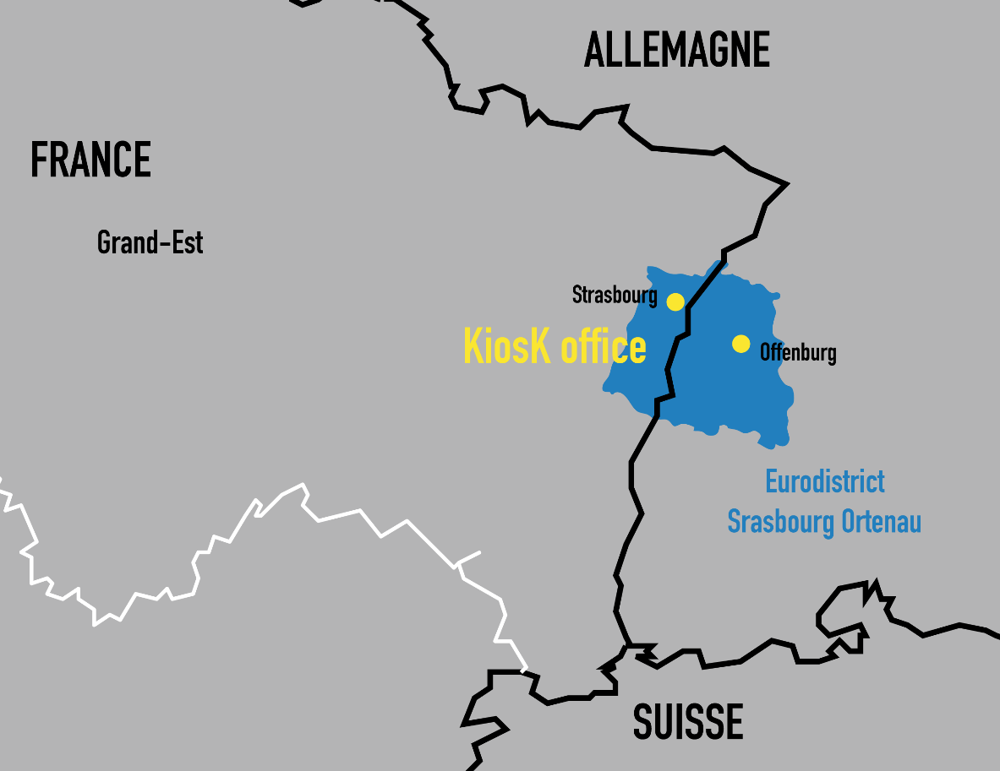 ALLEMAGNE
FRANCE
Grand-Est
Strasbourg
KiosK office
Offenburg
Eurodistrict
Srasbourg Ortenau
SUISSE